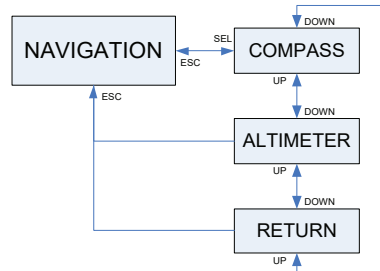 DOWN
SEL
NAVIGATION
COMPASS
ESC
UP
ESC
DOWN
ALTIMETER
UP
DOWN
RETURN
UP